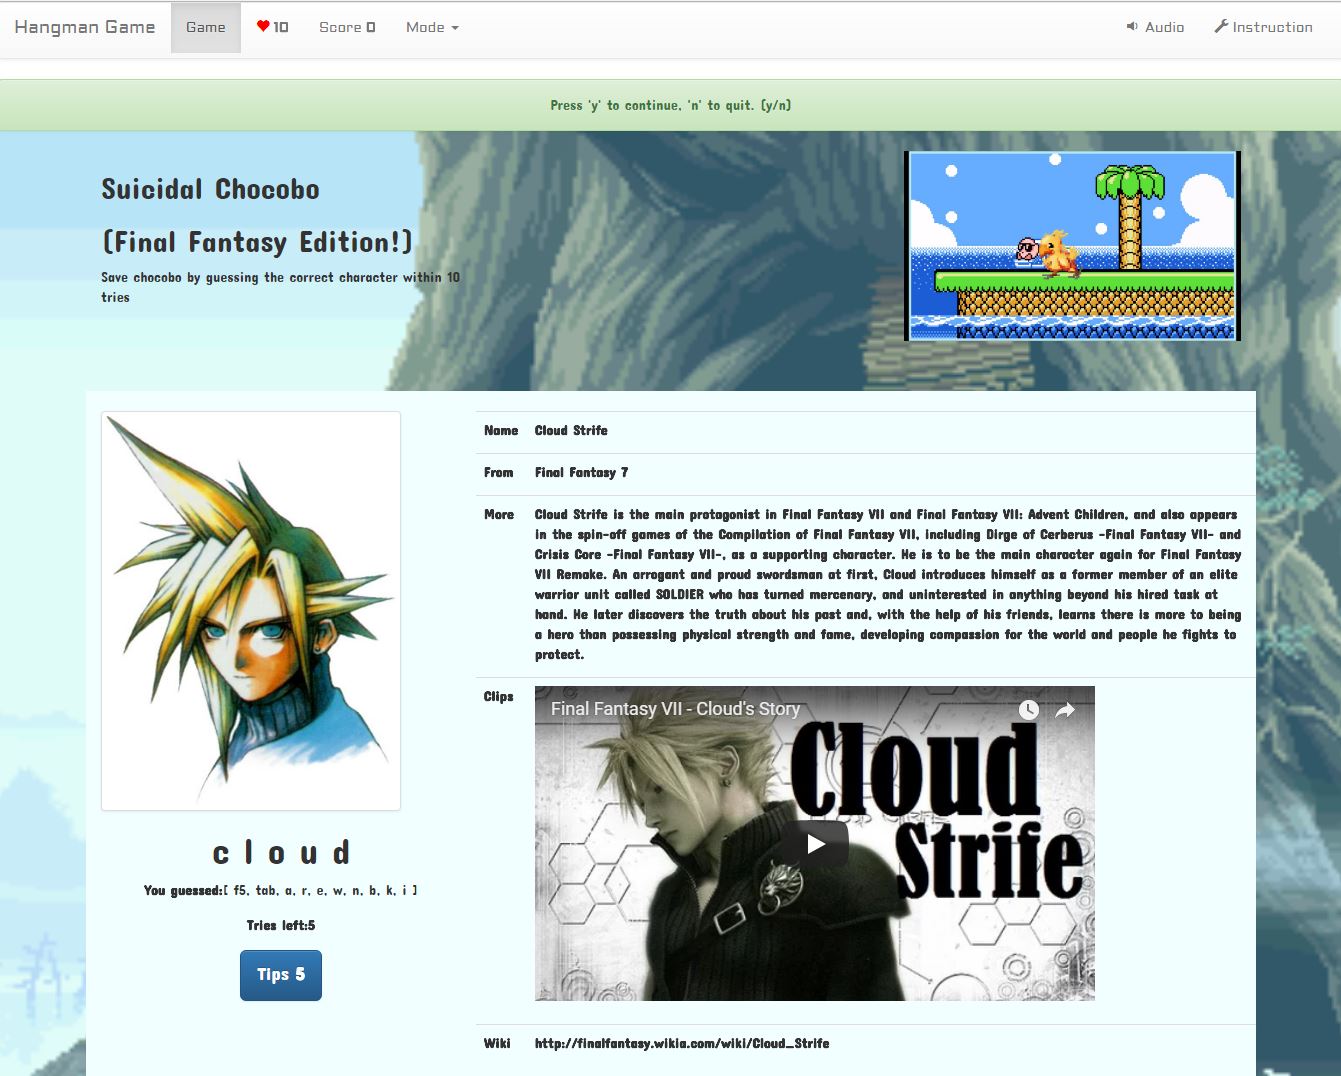 Hangman Game
Game
10
Score 0
Mode
Audio
Instruction
Press 'y' to continue, 'n' to quit. (y/n)
Suicidal Chocobo
(Final Fantasy Edition!)
Save chocobo by guessing the correct character within 10
tries
c l o u d
You guessed:[ f5, tab, a, r, e, w, n, b, k, i ]
Tries left:5
Tips 5
Name Cloud Strife
From Final Fantasy 7
More Cloud Strife is the main protagonist in Final Fantasy VII and Final Fantasy VII: Advent Children, and also appears
in the spin-off games of the Compilation of Final Fantasy VII, including Dirge of Cerberus -Final Fantasy VII- and
Crisis Core -Final Fantasy VII-, as a supporting character. He is to be the main character again for Final Fantasy
VII Remake. An arrogant and proud swordsman at first, Cloud introduces himself as a former member of an elite
warrior unit called SOLDIER who has turned mercenary, and uninterested in anything beyond his hired task at
hand. He later discovers the truth about his past and, with the help of his friends, learns there is more to being
a hero than possessing physical strength and fame, developing compassion for the world and people he fights to
protect.
Clips
Final Fantasy VII - Cloud's Story
Cloud
Strife
Wiki http://finalfantasy.wikia.com/wiki/Cloud_Strife